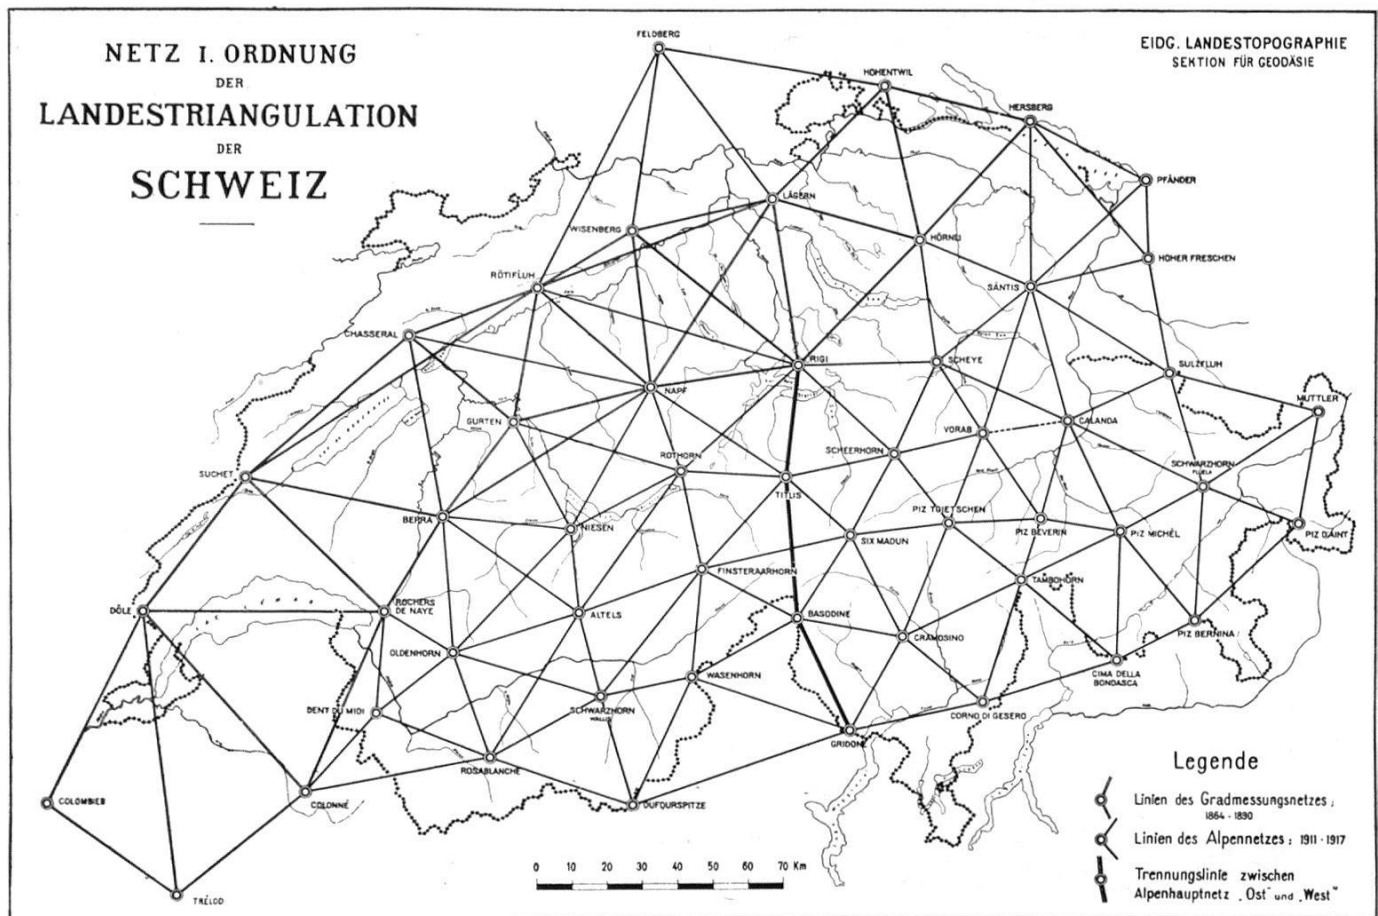 NETZ I. ORDNUNG
DER
LANDESTRIANGULATION
DER
SCHWEIZ
EIDG. LANDESTOPOGRAPHIE
SEKTION FÜR GEODÄSIE
FELDBERG
HOHENTWIL
HERSBERG
PFÄNDER
LÄGERN
WISENBERG
HÖRNLI
HOHER FRESCHEN
RÖTIFLUH
SÄNTIS
CHASSERAL
RIGI
SCHEYE
SULZFLUH
NAPF
MUTTLER
GURTEN
VORAB
CALANDA
SCHEERHORN
ROTHORN
SCHWARZHORN
FLÜELA
SUCHET
TITLIS
BERRA
NIESEN
PIZ TGIETSCHEN
PIZ BEVERIN
PIZ MICHÈL
PIZ DAINT
SIX MADUN
FINSTERAARHORN
TAMBOHORN
DÔLE
ROCHERS
DE NAYE
ALTELS
BASODINE
CRAMOSINO
PIZ BERNINA
OLDENHORN
WASENHORN
CIMA DELLA
BONDASCA
DENT DU MIDI
SCHWARZHORN
WALLIS
CORNO DI GESERO
GRIDONE
ROSABLANCHE
COLOMBIER
COLONNÉ
DUFOURSPITZE
TRÉLOD
0 10 20 30 40 50 60 70 Km
Legende
Linien des Gradmessungsnetzes;
1864 - 1890
Linien des Alpennetzes; 1911 - 1917
Trennungslinie zwischen
Alpenhauptnetz „Ost" und „West"